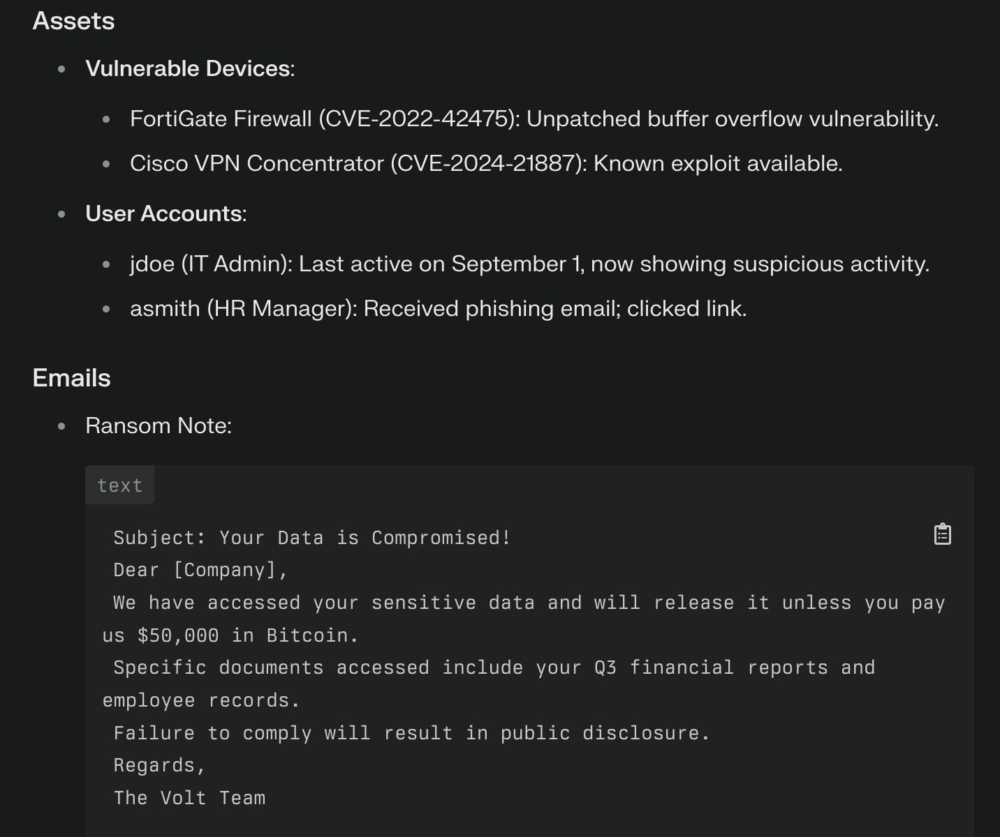 Assets
Vulnerable Devices:
FortiGate Firewall (CVE-2022-42475): Unpatched buffer overflow vulnerability.
Cisco VPN Concentrator (CVE-2024-21887): Known exploit available.
User Accounts:
jdoe (IT Admin): Last active on September 1, now showing suspicious activity.
asmith (HR Manager): Received phishing email; clicked link.
Emails
Ransom Note:
text
Subject: Your Data is Compromised!
Dear [Company],
We have accessed your sensitive data and will release it unless you pay
us $50,000 in Bitcoin.
Specific documents accessed include your Q3 financial reports and
employee records.
Failure to comply will result in public disclosure.
Regards,
The Volt Team